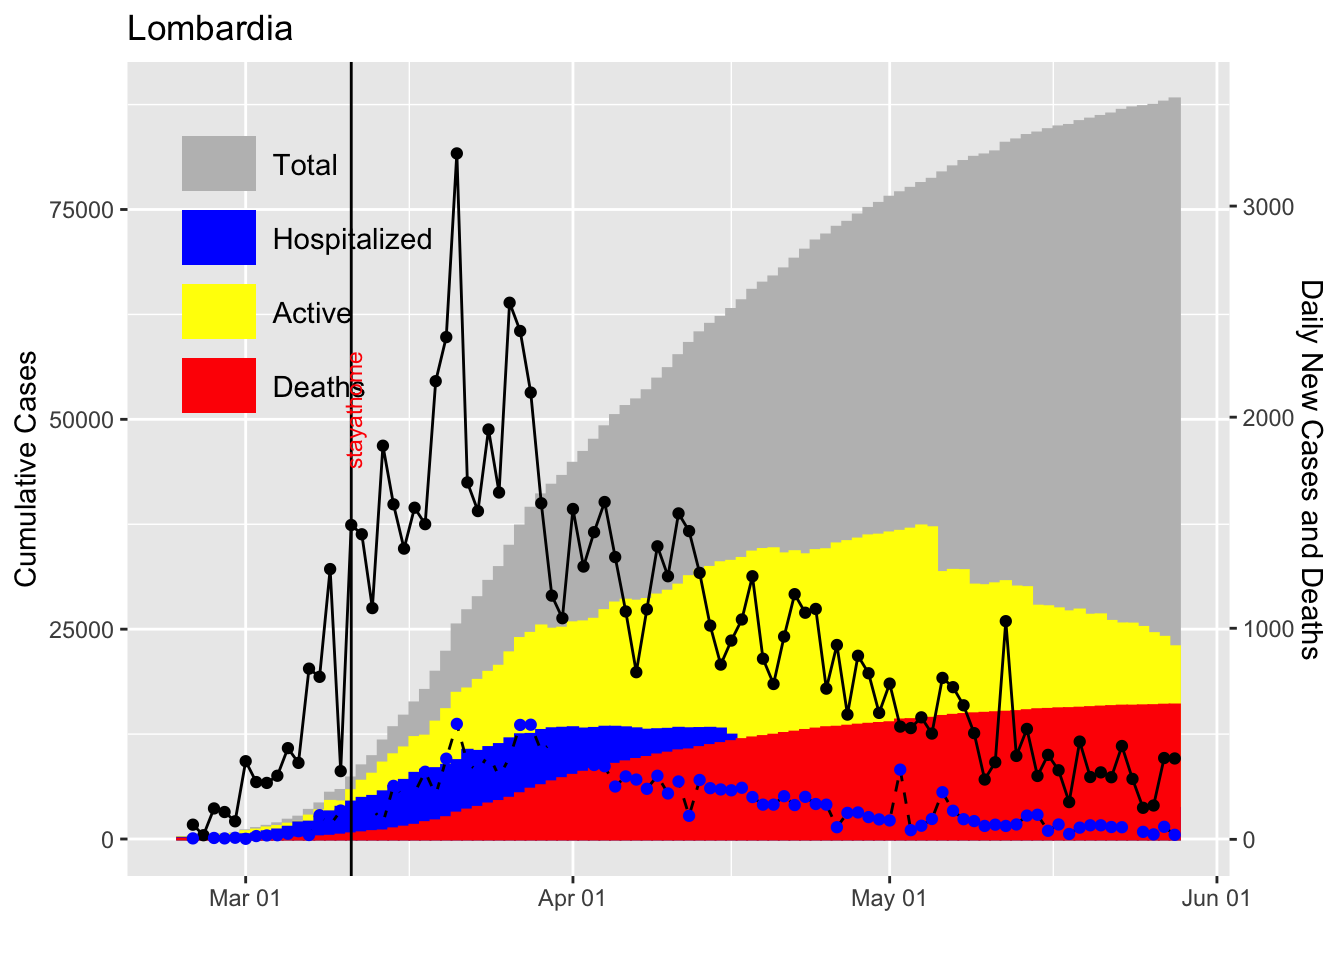 Lombardia
Total
Hospitalized
Active
Deaths
stayathome
Cumulative Cases
75000
50000
25000
0
Daily New Cases and Deaths
3000
2000
1000
0
Mar 01
Apr 01
May 01
Jun 01